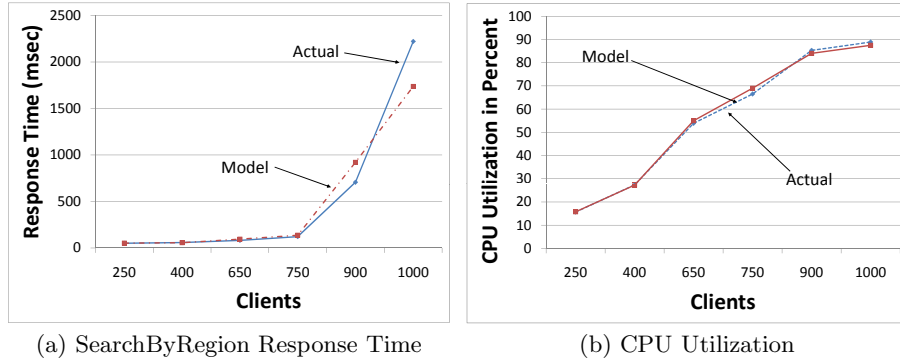 Response Time (msec)
2500
2000
1500
1000
500
0
Actual
Model
250 400 650 750 900 1000
Clients
(a) SearchByRegion Response Time
CPU Utilization in Percent
100
90
80
70
60
50
40
30
20
10
0
Model
Actual
250 400 650 750 900 1000
Clients
(b) CPU Utilization